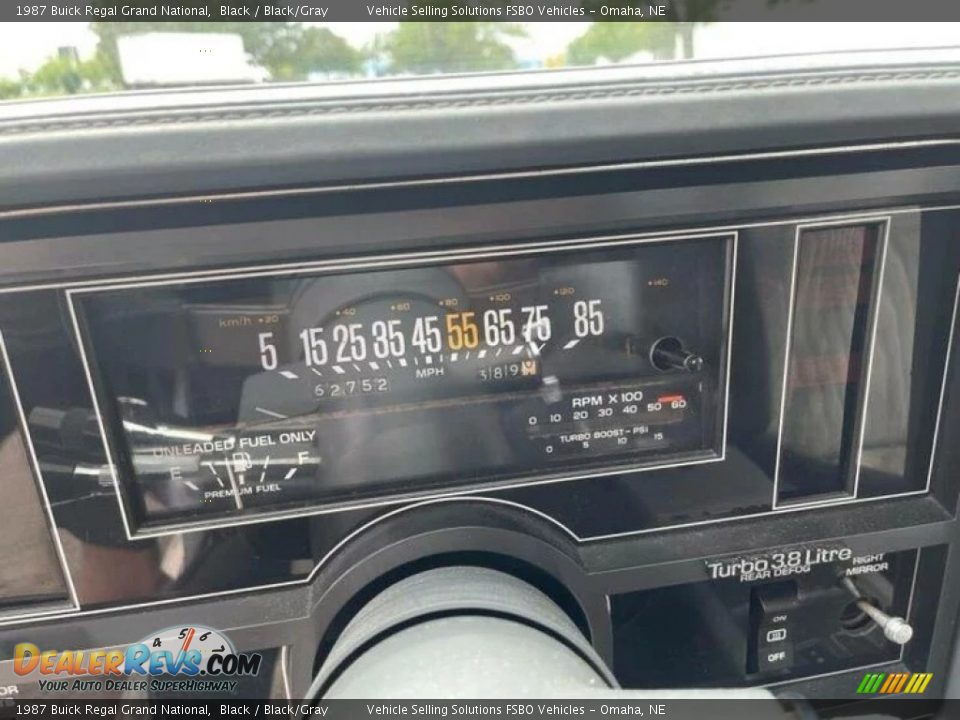 1987 Buick Regal Grand National, Black / Black/Gray Vehicle Selling Solutions FSBO Vehicles - Omaha, NE
km/h 20 40 60 80 100 120 140
5 15 25 35 45 55 65 75 85
MPH
62752 3189
RPM X 100
0 10 20 30 40 50 60
TURBO BOOST - PSI
0 5 10 15
UNLEADED FUEL ONLY
E F
PREMIUM FUEL
Turbo 3.8 Litre
REAR DEFOG
RIGHT
MIRROR
ON
OFF
4 5 6
DEALERREVS.COM
YOUR AUTO DEALER SUPERHIGHWAY
1987 Buick Regal Grand National, Black / Black/Gray Vehicle Selling Solutions FSBO Vehicles - Omaha, NE